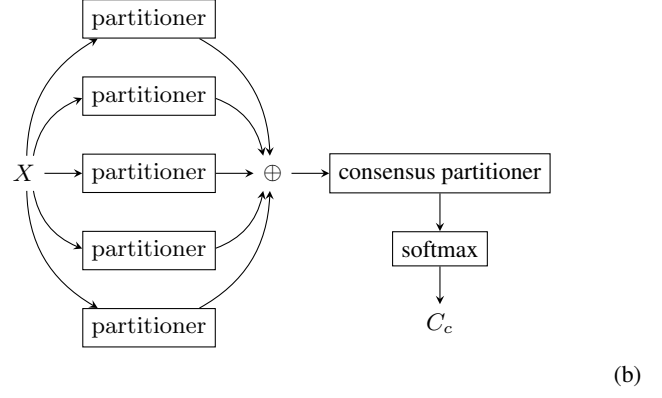 partitioner
partitioner
X partitioner ⊕ consensus partitioner
partitioner softmax
partitioner C_c
(b)